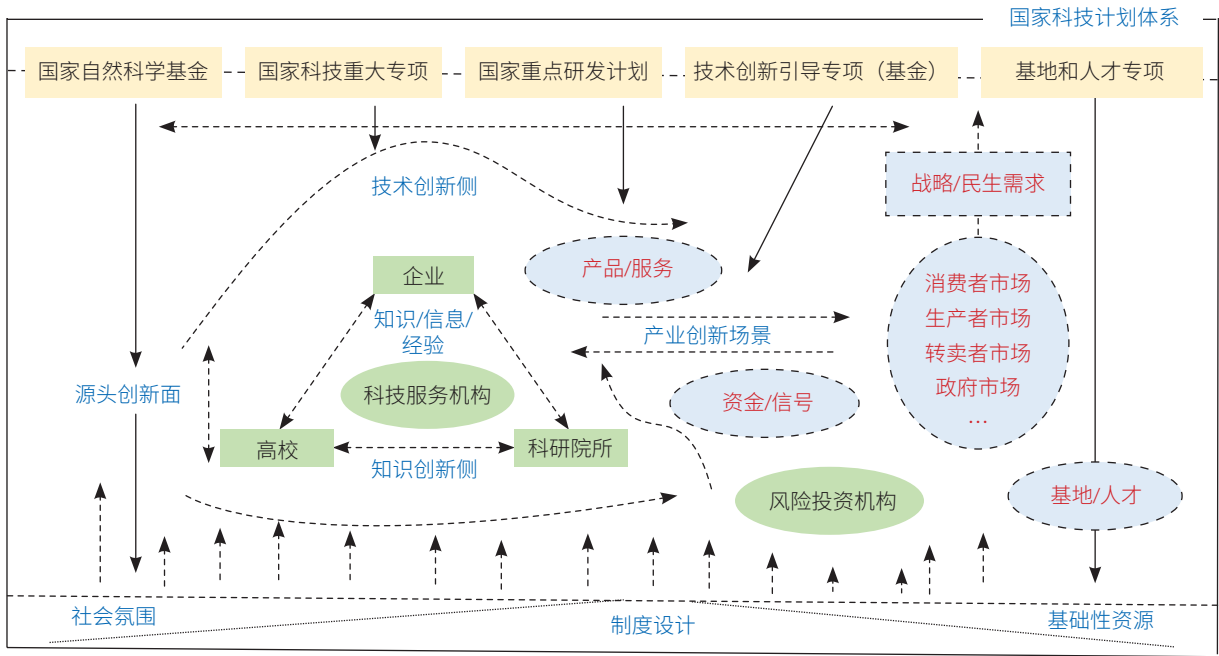 国家科技计划体系
国家自然科学基金
国家科技重大专项
国家重点研发计划
技术创新引导专项（基金）
基地和人才专项
技术创新侧
战略/民生需求
企业
产品/服务
知识/信息/
经验
产业创新场景
消费者市场
生产者市场
转卖者市场
政府市场
…
源头创新面
科技服务机构
资金/信号
高校
科研院所
知识创新侧
风险投资机构
基地/人才
社会氛围
制度设计
基础性资源